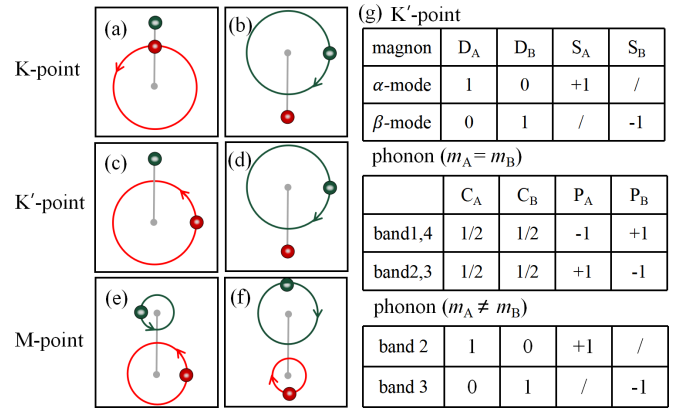 (a)
(b)
K-point
(c)
(d)
K′-point
(e)
(f)
M-point
(g) K′-point
magnon D_A D_B S_A S_B
α-mode 1 0 +1 /
β-mode 0 1 / -1
phonon (m_A = m_B)
C_A C_B P_A P_B
band1,4 1/2 1/2 -1 +1
band2,3 1/2 1/2 +1 -1
phonon (m_A ≠ m_B)
band 2 1 0 +1 /
band 3 0 1 / -1